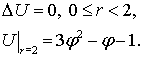 ΔU = 0, 0 ≤ r < 2,
U|r=2 = 3φ² − φ − 1.